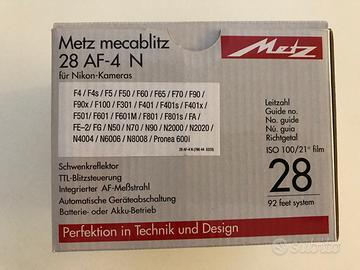 Metz mecablitz
28 AF-4 N
für Nikon-Kameras
Metz
F4 / F4s / F5 / F50 / F60 / F65 / F70 / F90 /
F90x / F100 / F301 / F401 / F401s / F401x /
F501/ F601 / F601M / F801 / F801s / FA /
FE-2/ FG / N50 / N70 / N90 / N2000 / N2020 /
N4004 / N6006 / N8008 / Pronea 600i
Leitzahl
Guide no.
No. guide
Nú. guia
Richtgetal
ISO 100/21° film
28
92 feet system
Schwenkreflektor
TTL-Blitzsteuerung
Integrierter AF-Meßstrahl
Automatische Geräteabschaltung
Batterie- oder Akku-Betrieb
Perfektion in Technik und Design
Subito